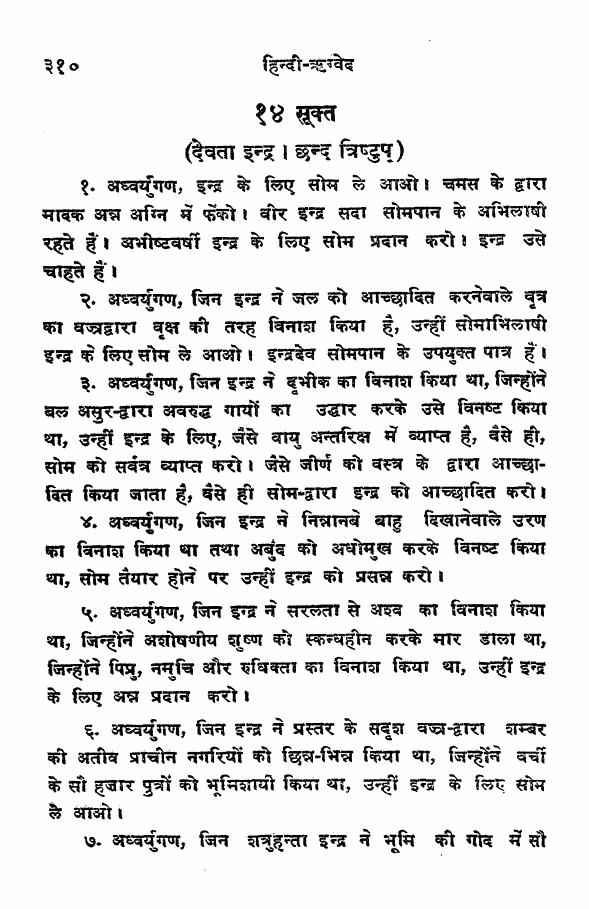 ३१० हिन्दी-ऋग्वेद
१४ सूक्त
(देवता इन्द्र। छन्द त्रिष्टुप्)
१. अध्वर्युगण, इन्द्र के लिए सोम ले आओ। चमस के द्वारा
मादक अन्न अग्नि में फेंको। वीर इन्द्र सदा सोमपान के अभिलाषी
रहते हैं। अभीष्टवर्षी इन्द्र के लिए सोम प्रदान करो। इन्द्र उसे
चाहते हैं।
२. अध्वर्युगण, जिन इन्द्र ने जल को आच्छादित करनेवाले वृत्र
का वज्रद्वारा वृक्ष की तरह विनाश किया है, उन्हीं सोमाभिलाषी
इन्द्र के लिए सोम ले आओ। इन्द्रदेव सोमपान के उपयुक्त पात्र हैं।
३. अध्वर्युगण, जिन इन्द्र ने दृभीक का विनाश किया था, जिन्होंने
बल असुर-द्वारा अवरुद्ध गायों का उद्धार करके उसे विनष्ट किया
था, उन्हीं इन्द्र के लिए, जैसे वायु अन्तरिक्ष में व्याप्त है, वैसे ही,
सोम को सर्वत्र व्याप्त करो। जैसे जीर्ण को वस्त्र के द्वारा आच्छा-
दित किया जाता है, वैसे ही सोम-द्वारा इन्द्र को आच्छादित करो।
४. अध्वर्युगण, जिन इन्द्र ने निन्नानबे बाहु दिखानेवाले उरण
का विनाश किया था तथा अर्बुद को अधोमुख करके विनष्ट किया
था, सोम तैयार होने पर उन्हीं इन्द्र को प्रसन्न करो।
५. अध्वर्युगण, जिन इन्द्र ने सरलता से अश्व का विनाश किया
था, जिन्होंने अशोषणीय शुष्ण को स्कन्धहीन करके मार डाला था,
जिन्होंने पिप्रु, नमुचि और रुधिक्रा का विनाश किया था, उन्हीं इन्द्र
के लिए अन्न प्रदान करो।
६. अध्वर्युगण, जिन इन्द्र ने प्रस्तर के सदृश वज्र-द्वारा शम्बर
की अतीव प्राचीन नगरियों को छिन्न-भिन्न किया था, जिन्होंने वर्ची
के सौ हजार पुत्रों को भूमिशायी किया था, उन्हीं इन्द्र के लिए सोम
ले आओ।
७. अध्वर्युगण, जिन शत्रुहन्ता इन्द्र ने भूमि की गोद में सौ